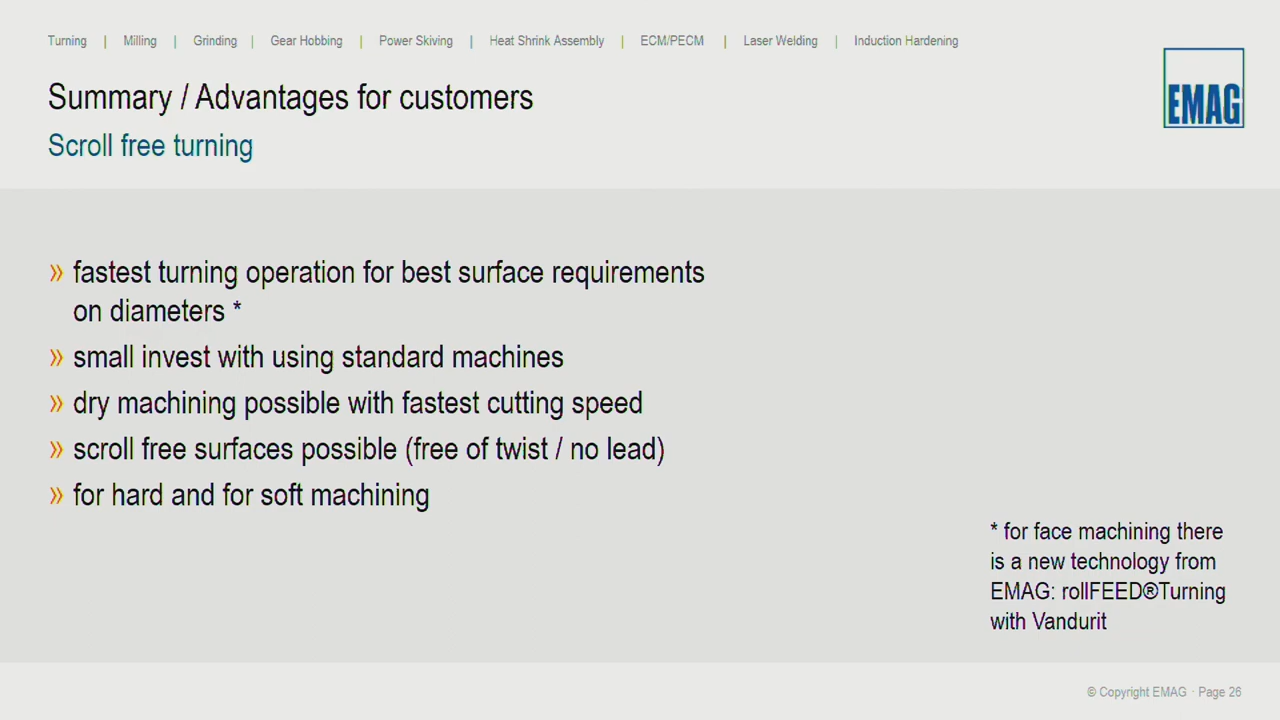 Turning | Milling | Grinding | Gear Hobbing | Power Skiving | Heat Shrink Assembly | ECM/PECM | Laser Welding | Induction Hardening
Summary / Advantages for customers
EMAG
Scroll free turning
» fastest turning operation for best surface requirements
on diameters *
» small invest with using standard machines
» dry machining possible with fastest cutting speed
» scroll free surfaces possible (free of twist / no lead)
» for hard and for soft machining
* for face machining there
is a new technology from
EMAG: rollFEED®Turning
with Vandurit
© Copyright EMAG · Page 26